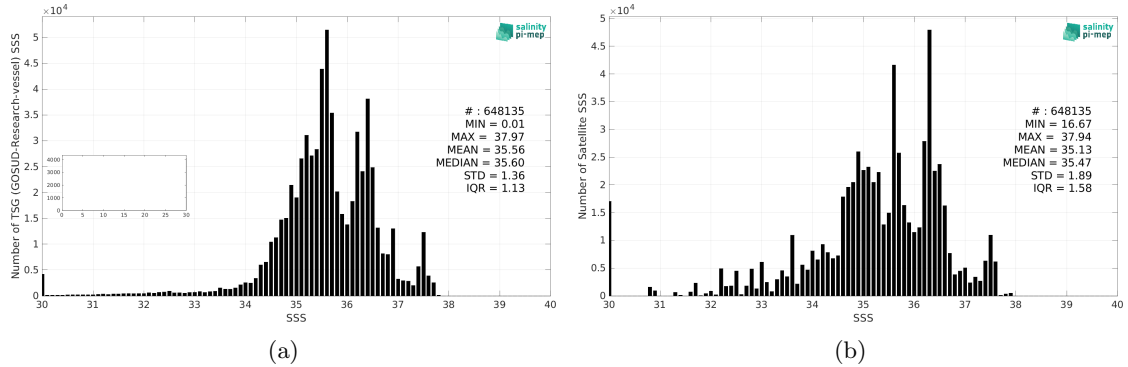 ×10⁴
5
4.5
4
3.5
3
2.5
2
1.5
1
0.5
0
Number of TSG (GOSUD-Research-vessel) SSS
salinity
pi-mep
# : 648135
MIN = 0.01
MAX = 37.97
MEAN = 35.56
MEDIAN = 35.60
STD = 1.36
IQR = 1.13
4000
3000
2000
1000
0
0 5 10 15 20 25 30
30 31 32 33 34 35 36 37 38 39 40
SSS
(a)
×10⁴
5
4.5
4
3.5
3
2.5
2
1.5
1
0.5
0
Number of Satellite SSS
salinity
pi-mep
# : 648135
MIN = 16.67
MAX = 37.94
MEAN = 35.13
MEDIAN = 35.47
STD = 1.89
IQR = 1.58
30 31 32 33 34 35 36 37 38 39 40
SSS
(b)